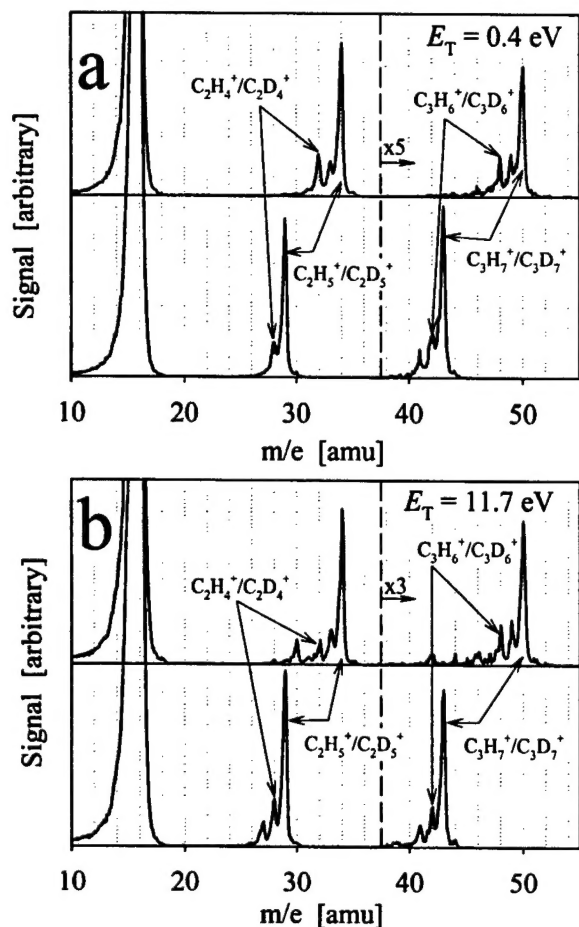 a
E_T = 0.4 eV
C₂H₄⁺/C₂D₄⁺
C₃H₆⁺/C₃D₆⁺
x5
C₂H₅⁺/C₂D₅⁺
C₃H₇⁺/C₃D₇⁺
Signal [arbitrary]
10 20 30 40 50
m/e [amu]
b
E_T = 11.7 eV
C₃H₆⁺/C₃D₆⁺
C₂H₄⁺/C₂D₄⁺
x3
C₂H₅⁺/C₂D₅⁺
C₃H₇⁺/C₃D₇⁺
Signal [arbitrary]
10 20 30 40 50
m/e [amu]